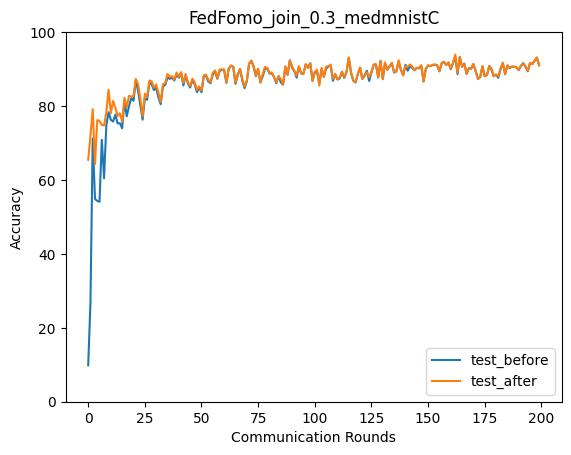 FedFomo_join_0.3_medmnistC
100
80
60
40
20
0
Accuracy
test_before
test_after
0 25 50 75 100 125 150 175 200
Communication Rounds